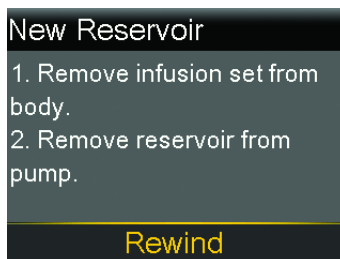 New Reservoir
1. Remove infusion set from
body.
2. Remove reservoir from
pump.
Rewind